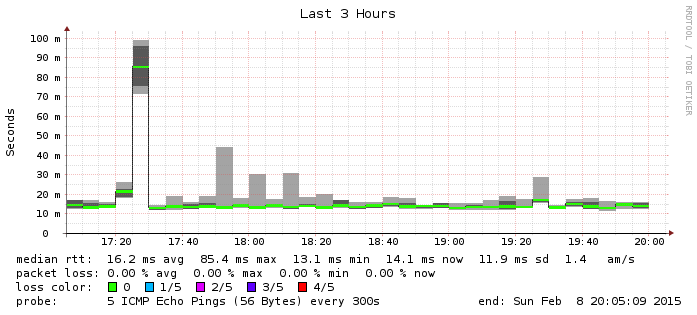 Last 3 Hours
RRDTOOL / TOBI OETIKER
Seconds
100 m
90 m
80 m
70 m
60 m
50 m
40 m
30 m
20 m
10 m
0
17:20 17:40 18:00 18:20 18:40 19:00 19:20 19:40 20:00
median rtt: 16.2 ms avg 85.4 ms max 13.1 ms min 14.1 ms now 11.9 ms sd 1.4 am/s
packet loss: 0.00 % avg 0.00 % max 0.00 % min 0.00 % now
loss color: 0 1/5 2/5 3/5 4/5
probe: 5 ICMP Echo Pings (56 Bytes) every 300s end: Sun Feb 8 20:05:09 2015